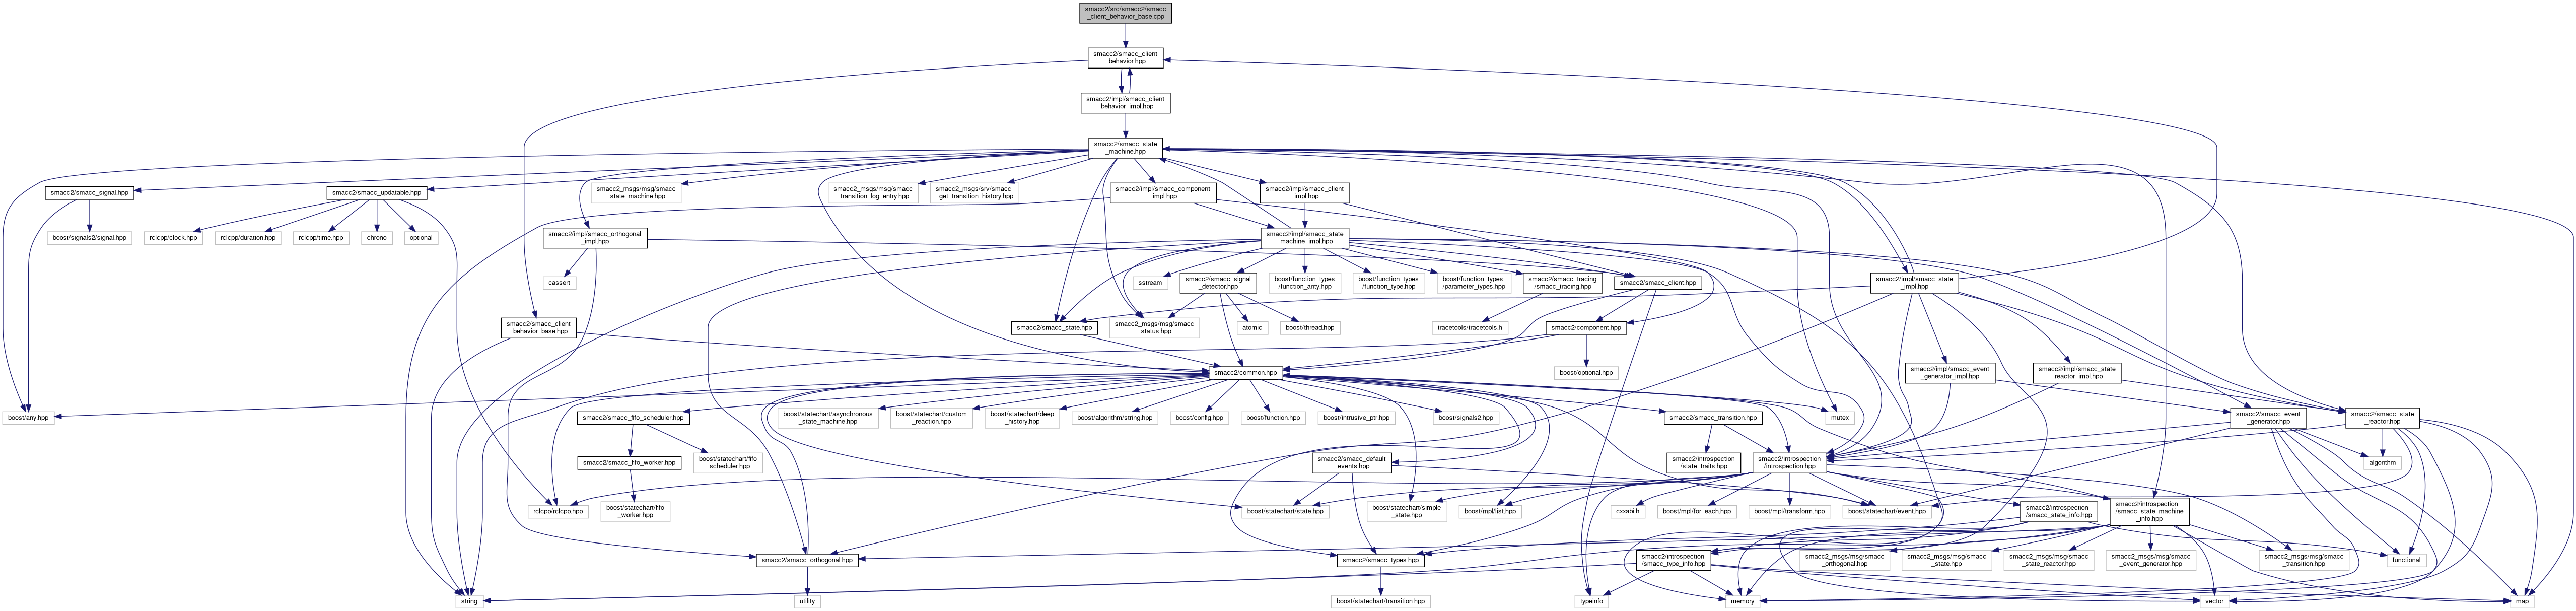 smacc2/src/smacc2/smacc
_client_behavior_base.cpp
smacc2/smacc_client
_behavior.hpp
smacc2/impl/smacc_client
_behavior_impl.hpp
smacc2/smacc_state
_machine.hpp
smacc2/smacc_signal.hpp
smacc2/smacc_updatable.hpp
smacc2_msgs/msg/smacc
_state_machine.hpp
smacc2_msgs/msg/smacc
_transition_log_entry.hpp
smacc2_msgs/srv/smacc
_get_transition_history.hpp
smacc2/impl/smacc_component
_impl.hpp
smacc2/impl/smacc_client
_impl.hpp
boost/signals2/signal.hpp
rclcpp/clock.hpp
rclcpp/duration.hpp
rclcpp/time.hpp
chrono
optional
smacc2/impl/smacc_orthogonal
_impl.hpp
smacc2/impl/smacc_state
_machine_impl.hpp
cassert
sstream
smacc2/smacc_signal
_detector.hpp
boost/function_types
/function_arity.hpp
boost/function_types
/function_type.hpp
boost/function_types
/parameter_types.hpp
smacc2/smacc_tracing
/smacc_tracing.hpp
smacc2/smacc_client.hpp
smacc2/impl/smacc_state
_impl.hpp
smacc2/smacc_client
_behavior_base.hpp
smacc2/smacc_state.hpp
smacc2_msgs/msg/smacc
_status.hpp
atomic
boost/thread.hpp
tracetools/tracetools.h
smacc2/component.hpp
smacc2/common.hpp
boost/optional.hpp
smacc2/impl/smacc_event
_generator_impl.hpp
smacc2/impl/smacc_state
_reactor_impl.hpp
boost/any.hpp
smacc2/smacc_fifo_scheduler.hpp
boost/statechart/asynchronous
_state_machine.hpp
boost/statechart/custom
_reaction.hpp
boost/statechart/deep
_history.hpp
boost/algorithm/string.hpp
boost/config.hpp
boost/function.hpp
boost/intrusive_ptr.hpp
boost/signals2.hpp
smacc2/smacc_transition.hpp
mutex
smacc2/smacc_event
_generator.hpp
smacc2/smacc_state
_reactor.hpp
smacc2/smacc_fifo_worker.hpp
boost/statechart/fifo
_scheduler.hpp
smacc2/smacc_default
_events.hpp
smacc2/introspection
/state_traits.hpp
smacc2/introspection
/introspection.hpp
algorithm
rclcpp/rclcpp.hpp
boost/statechart/fifo
_worker.hpp
boost/statechart/state.hpp
boost/statechart/simple
_state.hpp
boost/mpl/list.hpp
cxxabi.h
boost/mpl/for_each.hpp
boost/mpl/transform.hpp
boost/statechart/event.hpp
smacc2/introspection
/smacc_state_info.hpp
smacc2/introspection
/smacc_state_machine
_info.hpp
smacc2/smacc_orthogonal.hpp
smacc2/smacc_types.hpp
smacc2/introspection
/smacc_type_info.hpp
smacc2_msgs/msg/smacc
_orthogonal.hpp
smacc2_msgs/msg/smacc
_state.hpp
smacc2_msgs/msg/smacc
_state_reactor.hpp
smacc2_msgs/msg/smacc
_event_generator.hpp
smacc2_msgs/msg/smacc
_transition.hpp
functional
string
utility
boost/statechart/transition.hpp
typeinfo
memory
vector
map